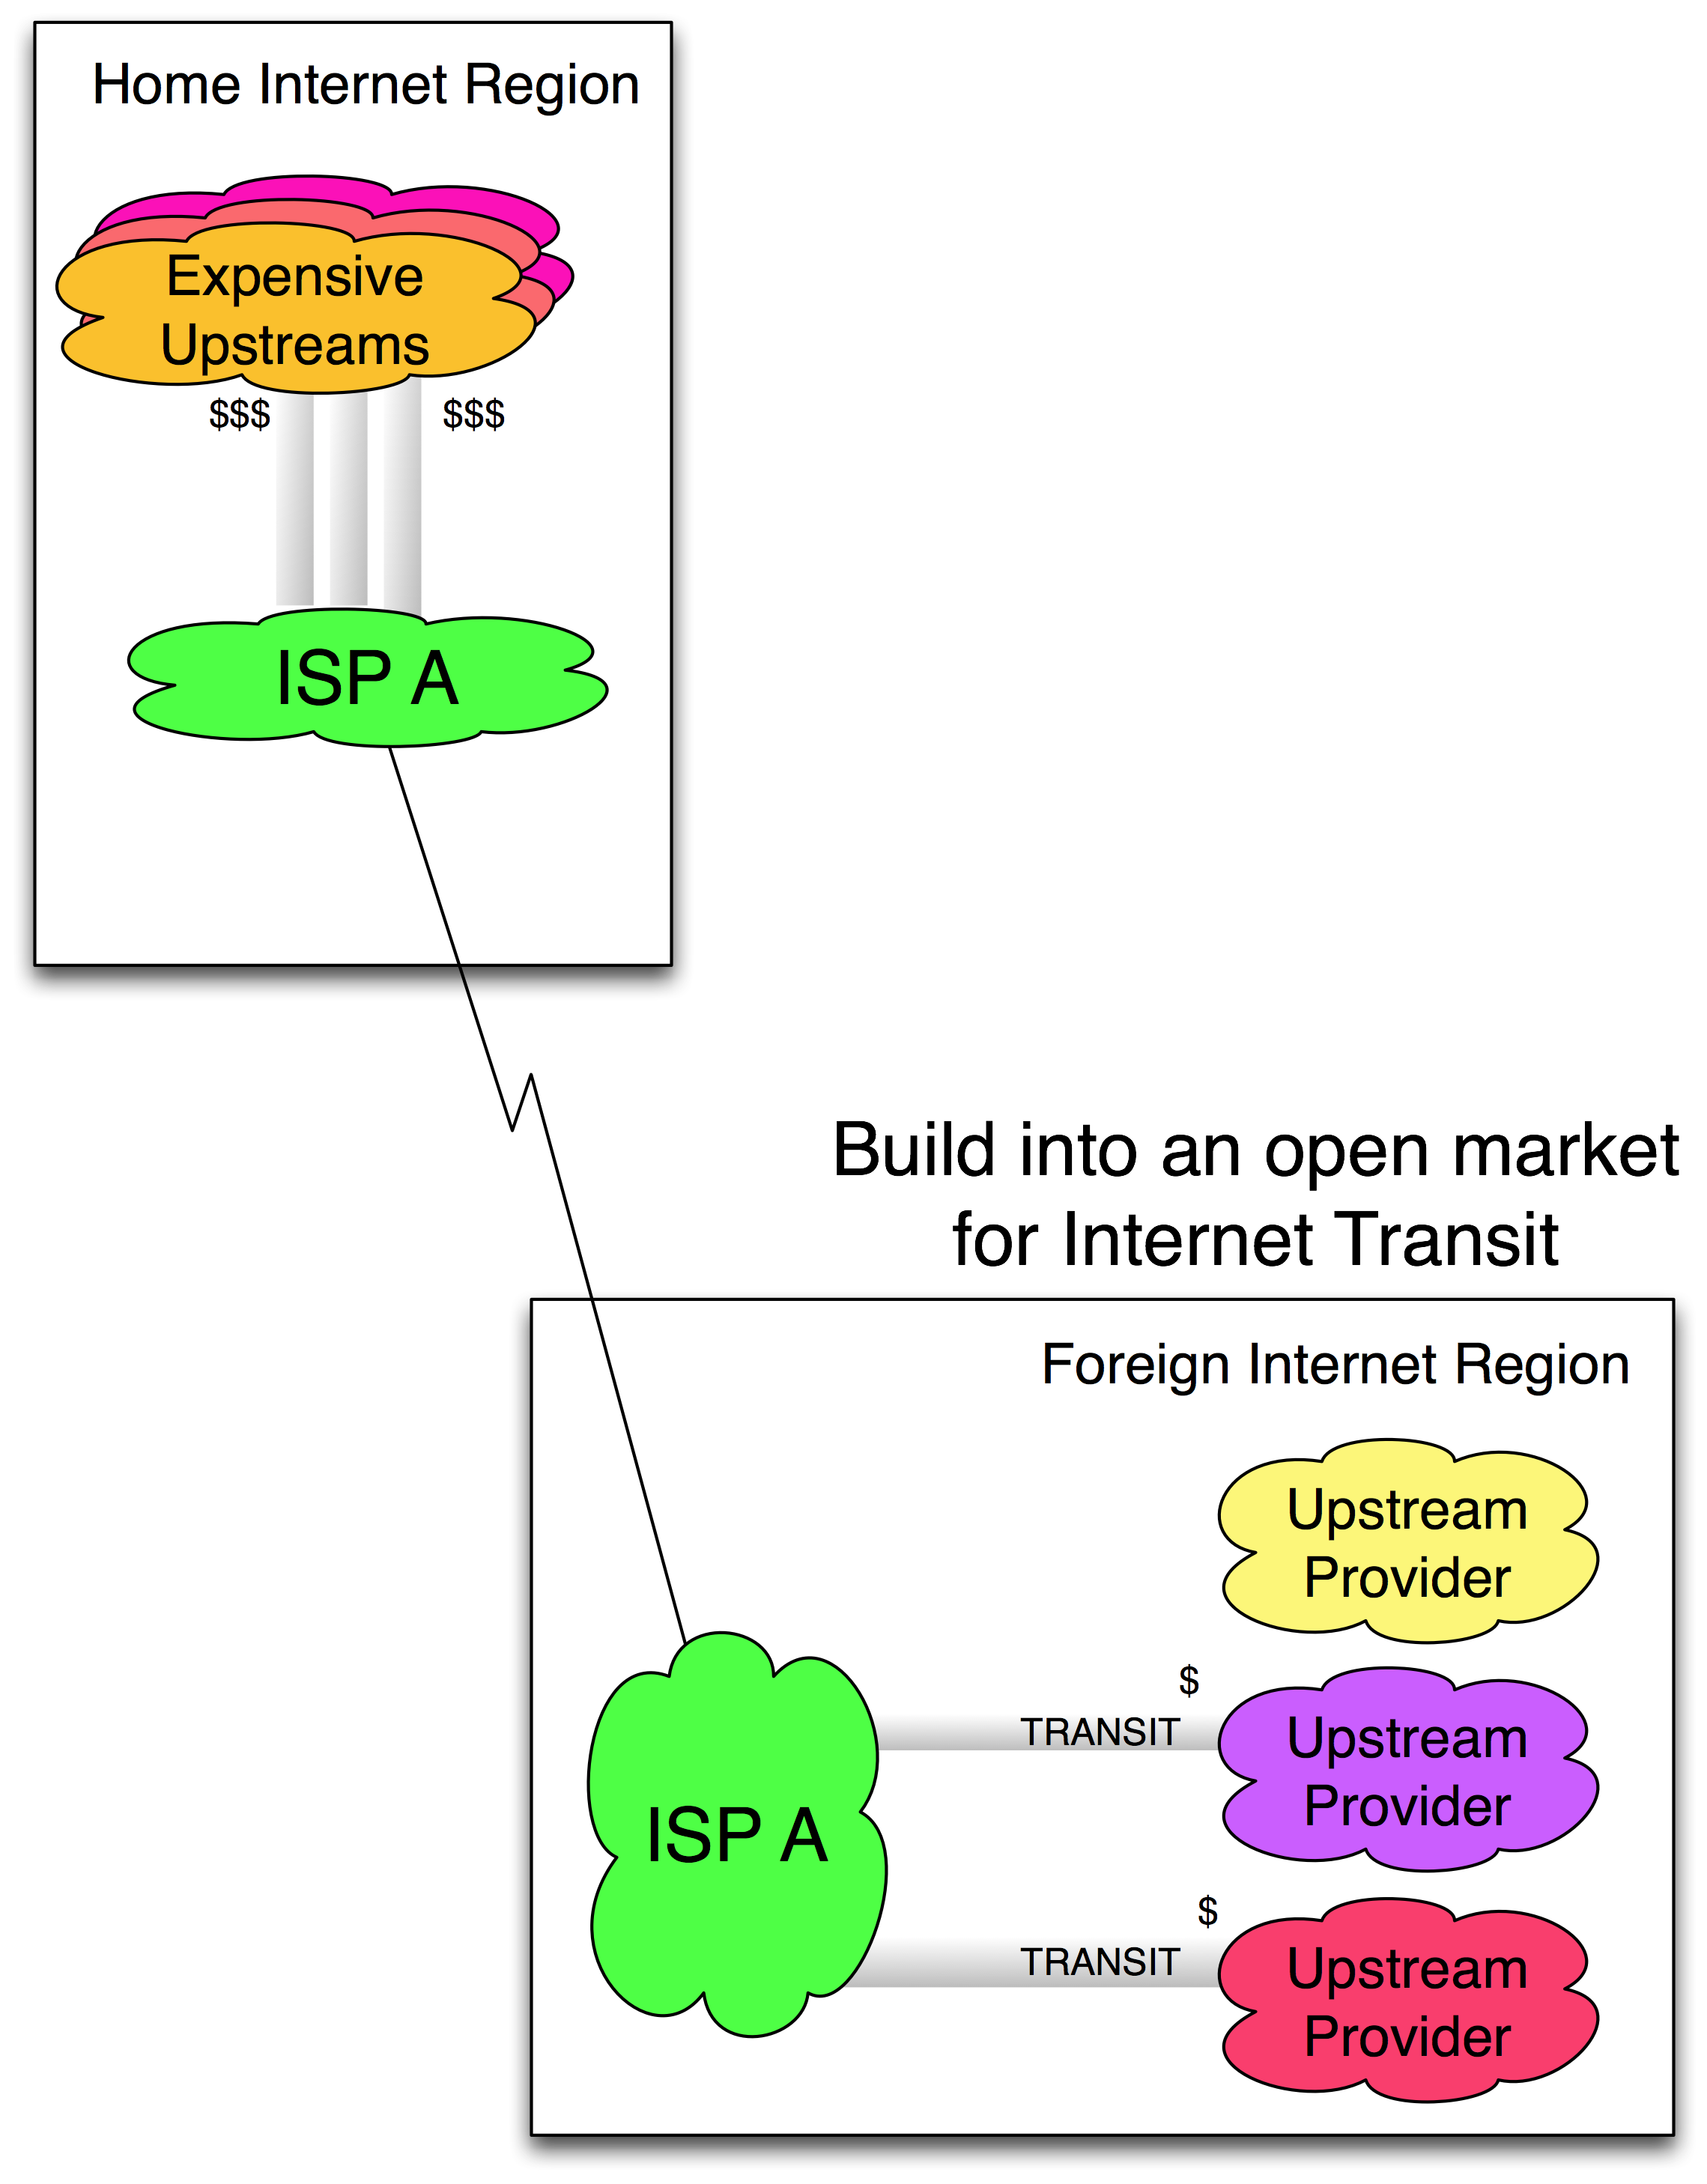 Home Internet Region
Expensive
Upstreams
$$$ $$$
ISP A
Build into an open market
for Internet Transit
Foreign Internet Region
Upstream
Provider
$
TRANSIT
Upstream
Provider
ISP A
$
TRANSIT
Upstream
Provider